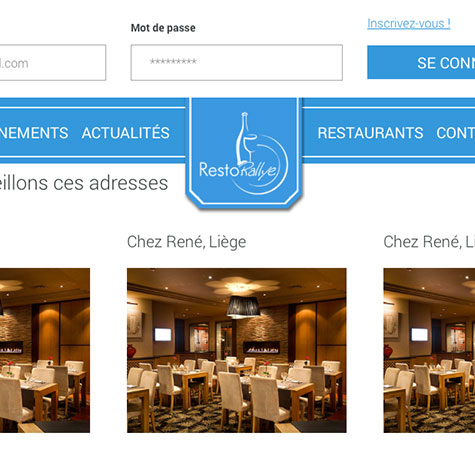 Inscrivez-vous !
Mot de passe
l.com
*********
SE CONN
NEMENTS ACTUALITÉS RESTAURANTS CONT
RestoRallye
eillons ces adresses
Chez René, Liège
Chez René, Li